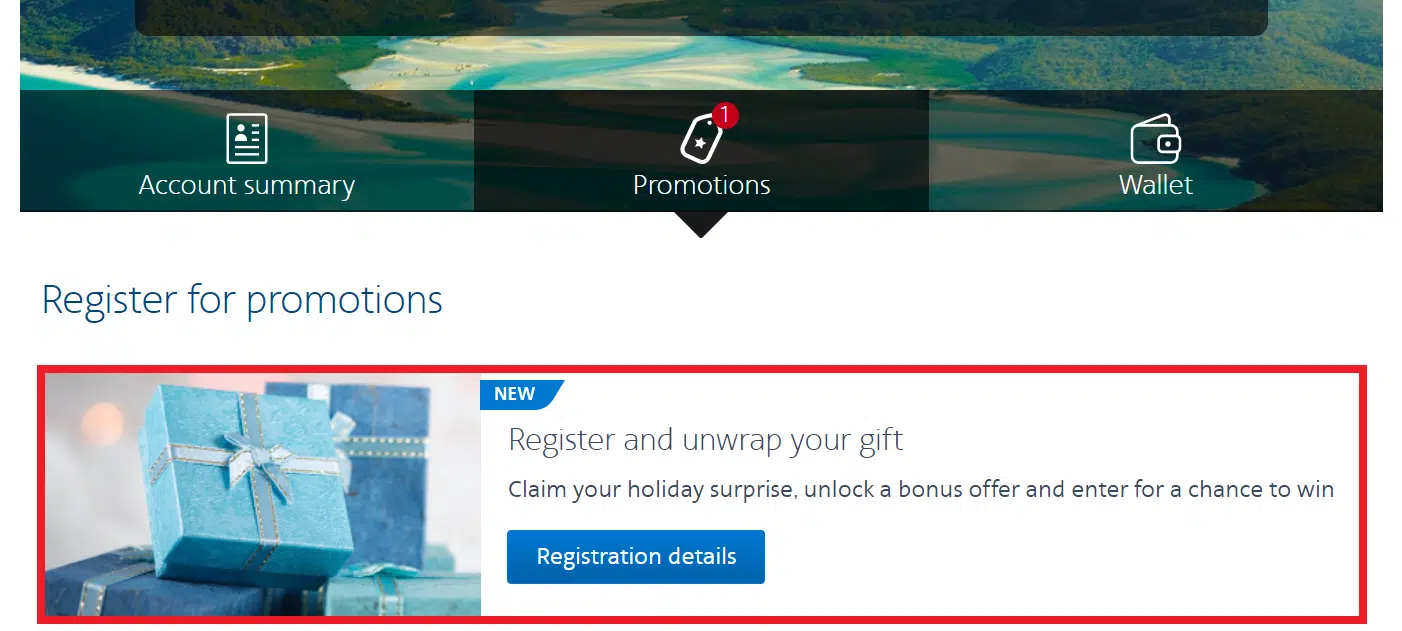 1
Account summary
Promotions
Wallet
Register for promotions
NEW
Register and unwrap your gift
Claim your holiday surprise, unlock a bonus offer and enter for a chance to win
Registration details